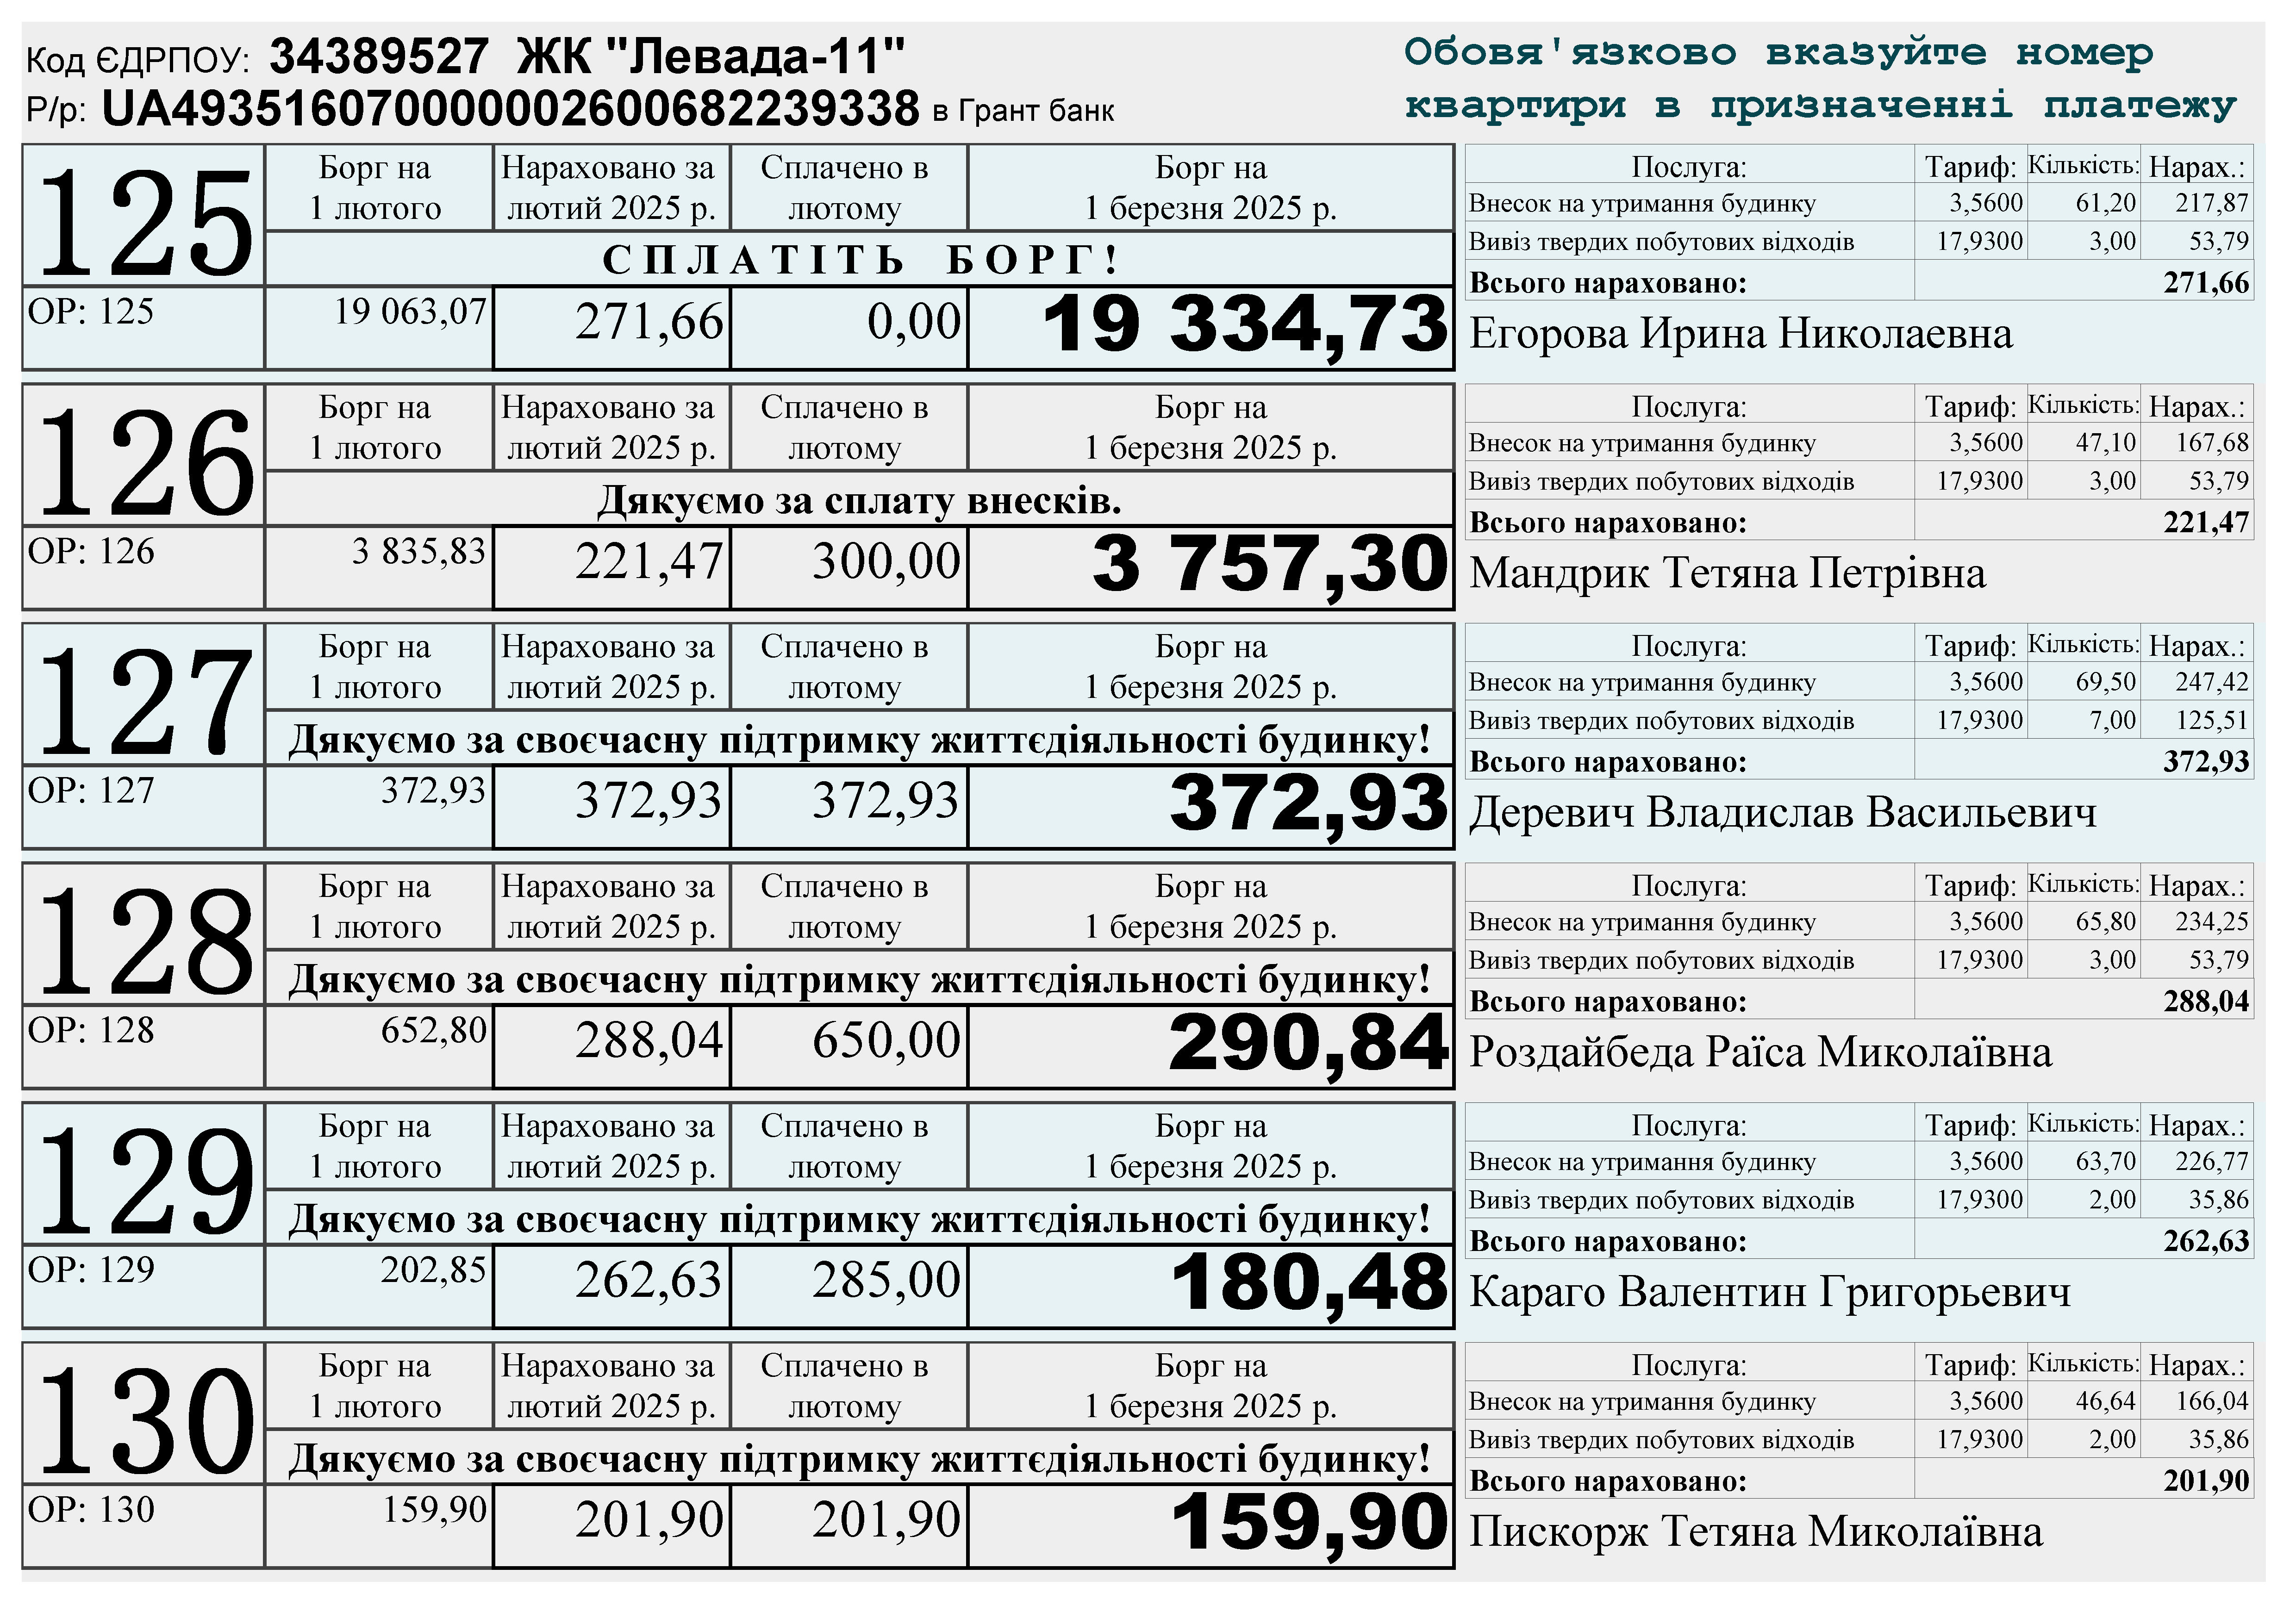 Код ЄДРПОУ: 34389527 ЖК "Левада-11"
Р/р: UA493516070000002600682239338 в Грант банк
Обовя'язково вказуйте номер
квартири в призначенні платежу
125
Борг на 1 лютого
Нараховано за лютий 2025 р.
Сплачено в лютому
Борг на 1 березня 2025 р.
СПЛАТІТЬ БОРГ!
ОР: 125 19 063,07 271,66 0,00 19 334,73
Послуга: Тариф: Кількість: Нарах.:
Внесок на утримання будинку 3,5600 61,20 217,87
Вивіз твердих побутових відходів 17,9300 3,00 53,79
Всього нараховано: 271,66
Егорова Ирина Николаевна
126
Борг на 1 лютого
Нараховано за лютий 2025 р.
Сплачено в лютому
Борг на 1 березня 2025 р.
Дякуємо за сплату внесків.
ОР: 126 3 835,83 221,47 300,00 3 757,30
Послуга: Тариф: Кількість: Нарах.:
Внесок на утримання будинку 3,5600 47,10 167,68
Вивіз твердих побутових відходів 17,9300 3,00 53,79
Всього нараховано: 221,47
Мандрик Тетяна Петрівна
127
Борг на 1 лютого
Нараховано за лютий 2025 р.
Сплачено в лютому
Борг на 1 березня 2025 р.
Дякуємо за своєчасну підтримку життєдіяльності будинку!
ОР: 127 372,93 372,93 372,93 372,93
Послуга: Тариф: Кількість: Нарах.:
Внесок на утримання будинку 3,5600 69,50 247,42
Вивіз твердих побутових відходів 17,9300 7,00 125,51
Всього нараховано: 372,93
Деревич Владислав Васильевич
128
Борг на 1 лютого
Нараховано за лютий 2025 р.
Сплачено в лютому
Борг на 1 березня 2025 р.
Дякуємо за своєчасну підтримку життєдіяльності будинку!
ОР: 128 652,80 288,04 650,00 290,84
Послуга: Тариф: Кількість: Нарах.:
Внесок на утримання будинку 3,5600 65,80 234,25
Вивіз твердих побутових відходів 17,9300 3,00 53,79
Всього нараховано: 288,04
Роздайбеда Раїса Миколаївна
129
Борг на 1 лютого
Нараховано за лютий 2025 р.
Сплачено в лютому
Борг на 1 березня 2025 р.
Дякуємо за своєчасну підтримку життєдіяльності будинку!
ОР: 129 202,85 262,63 285,00 180,48
Послуга: Тариф: Кількість: Нарах.:
Внесок на утримання будинку 3,5600 63,70 226,77
Вивіз твердих побутових відходів 17,9300 2,00 35,86
Всього нараховано: 262,63
Караго Валентин Григорьевич
130
Борг на 1 лютого
Нараховано за лютий 2025 р.
Сплачено в лютому
Борг на 1 березня 2025 р.
Дякуємо за своєчасну підтримку життєдіяльності будинку!
ОР: 130 159,90 201,90 201,90 159,90
Послуга: Тариф: Кількість: Нарах.:
Внесок на утримання будинку 3,5600 46,64 166,04
Вивіз твердих побутових відходів 17,9300 2,00 35,86
Всього нараховано: 201,90
Пискорж Тетяна Миколаївна